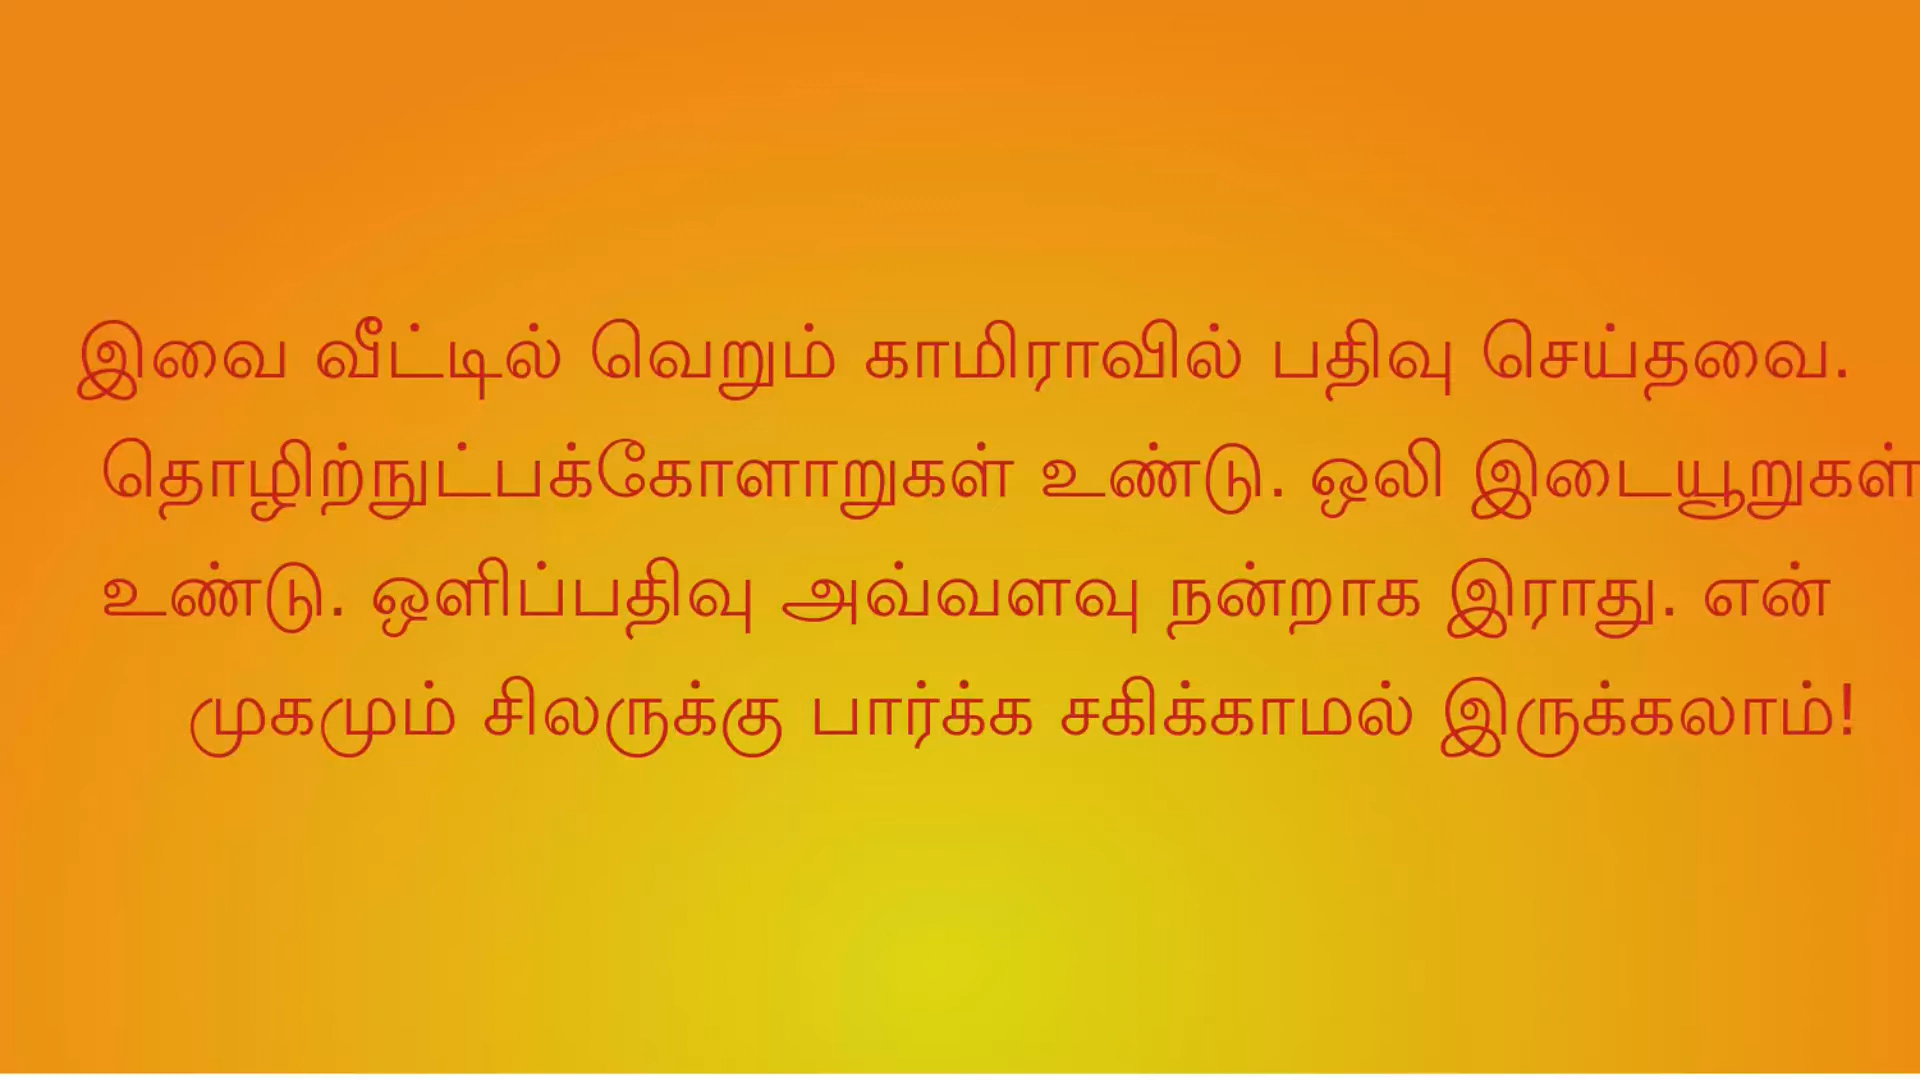 இவை வீட்டில் வெறும் காமிராவில் பதிவு செய்தவை.
தொழிற்நுட்பக்கோளாறுகள் உண்டு. ஒலி இடையூறுகள்
உண்டு. ஒளிப்பதிவு அவ்வளவு நன்றாக இராது. என்
முகமும் சிலருக்கு பார்க்க சகிக்காமல் இருக்கலாம்!